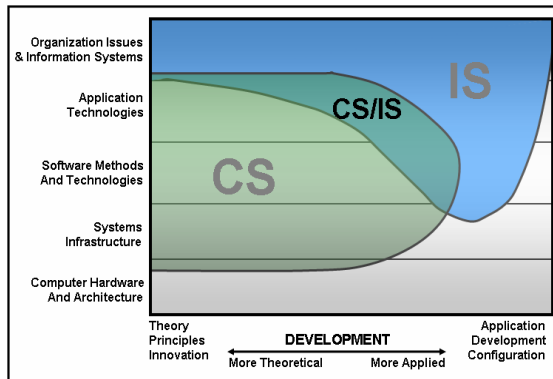 Organization Issues
& Information Systems
IS
Application
Technologies
CS/IS
Software Methods
And Technologies
CS
Systems
Infrastructure
Computer Hardware
And Architecture
Theory
Principles
Innovation
DEVELOPMENT
More Theoretical
More Applied
Application
Development
Configuration